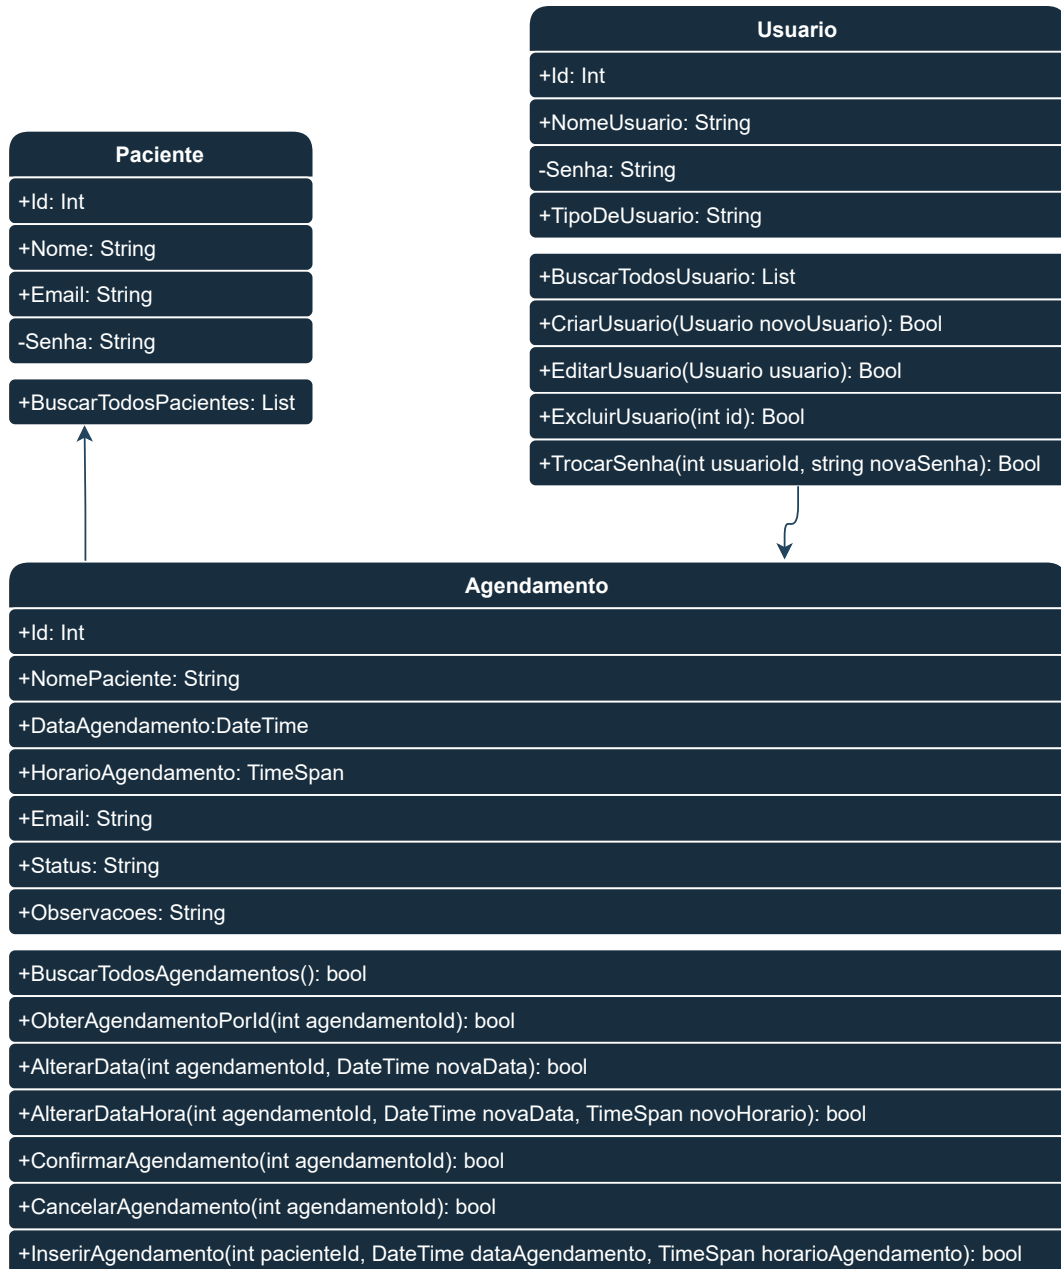 Usuario
+Id: Int
+NomeUsuario: String
-Senha: String
+TipoDeUsuario: String
+BuscarTodosUsuario: List
+CriarUsuario(Usuario novoUsuario): Bool
+EditarUsuario(Usuario usuario): Bool
+ExcluirUsuario(int id): Bool
+TrocarSenha(int usuarioId, string novaSenha): Bool
Paciente
+Id: Int
+Nome: String
+Email: String
-Senha: String
+BuscarTodosPacientes: List
Agendamento
+Id: Int
+NomePaciente: String
+DataAgendamento:DateTime
+HorarioAgendamento: TimeSpan
+Email: String
+Status: String
+Observacoes: String
+BuscarTodosAgendamentos(): bool
+ObterAgendamentoPorId(int agendamentoId): bool
+AlterarData(int agendamentoId, DateTime novaData): bool
+AlterarDataHora(int agendamentoId, DateTime novaData, TimeSpan novoHorario): bool
+ConfirmarAgendamento(int agendamentoId): bool
+CancelarAgendamento(int agendamentoId): bool
+InserirAgendamento(int pacienteId, DateTime dataAgendamento, TimeSpan horarioAgendamento): bool